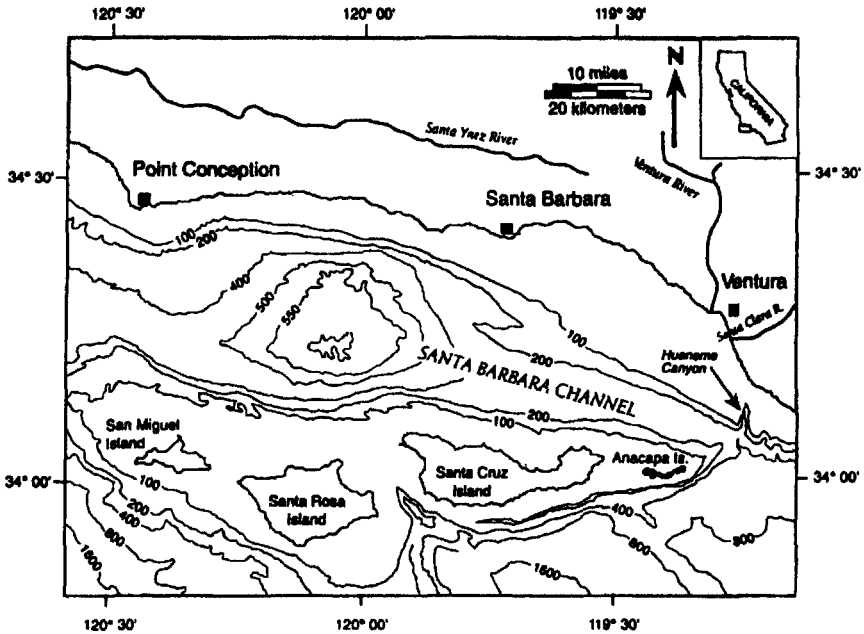 120° 30'
120° 00'
119° 30'
N
10 miles
20 kilometers
CALIFORNIA
Santa Ynez River
Ventura River
34° 30'
34° 30'
Point Conception
Santa Barbara
100
200
400
500
550
Ventura
Santa Clara R.
100
200
Hueneme
Canyon
SANTA BARBARA CHANNEL
200
100
200
100
San Miguel
Island
Santa Rosa
Island
Santa Cruz
Island
Anacapa Is.
34° 00'
34° 00'
100
200
400
800
1600
400
800
1600
800
120° 30'
120° 00'
119° 30'